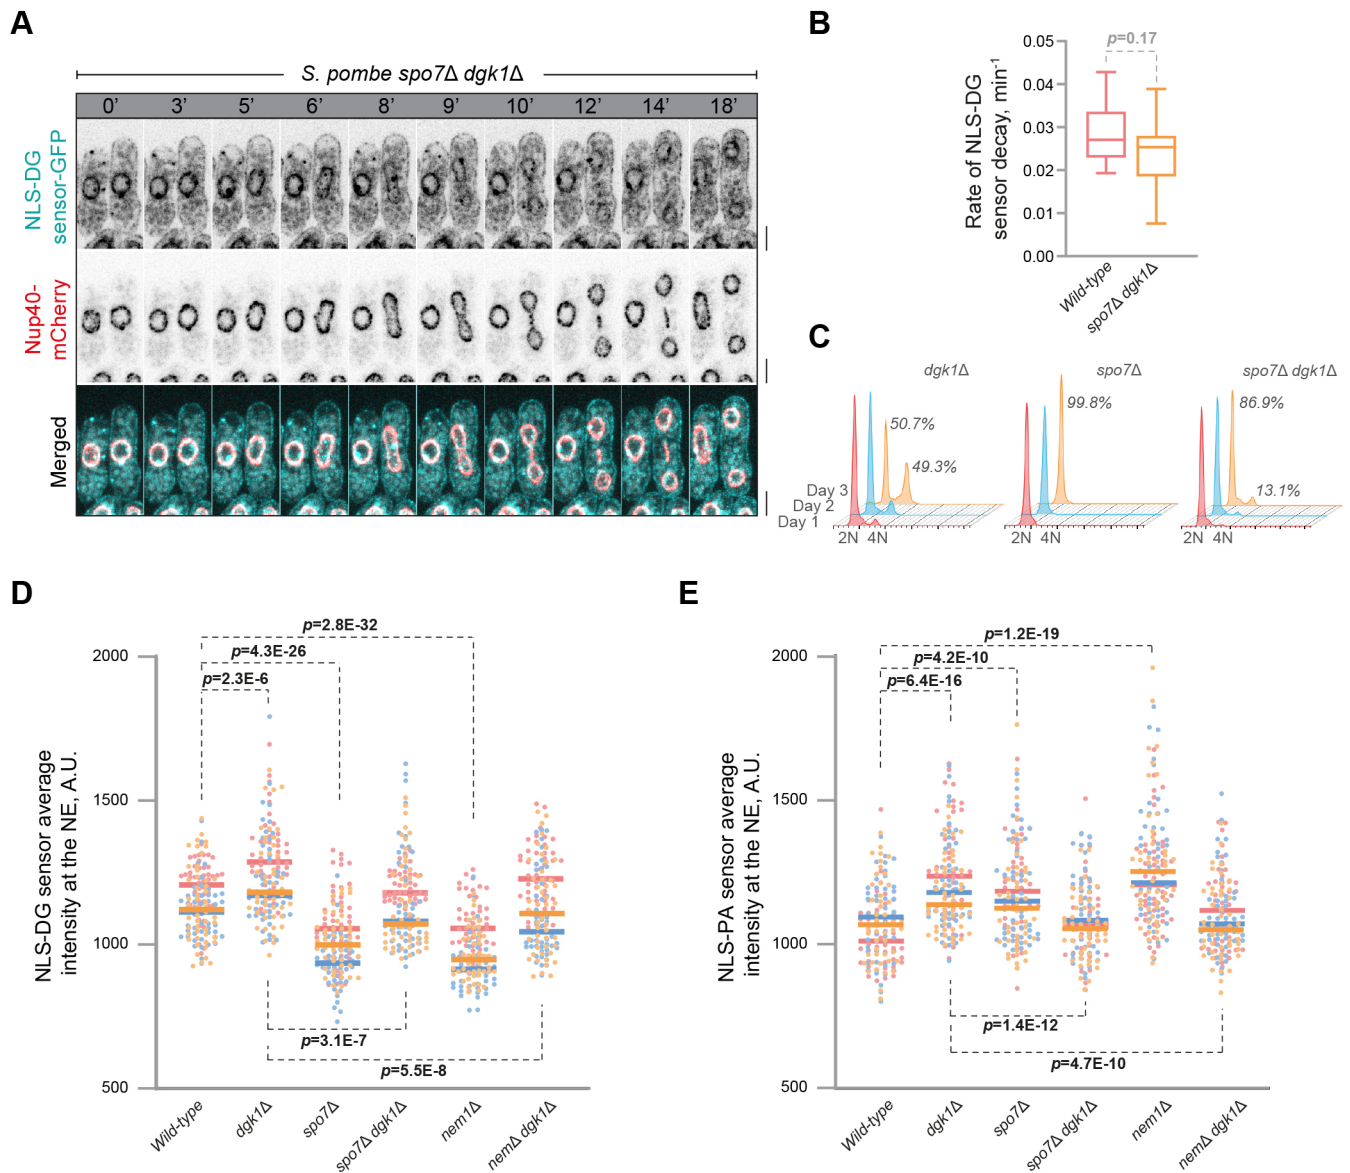 A
S. pombe spo7Δ dgk1Δ
0’ 3’ 5’ 6’ 8’ 9’ 10’ 12’ 14’ 18’
NLS-DG
sensor-GFP
Nup40-
mCherry
Merged
B
Rate of NLS-DG
sensor decay, min-1
0.05
0.04
0.03
0.02
0.01
0.00
p=0.17
Wild-type
spo7Δ dgk1Δ
C
dgk1Δ
50.7%
49.3%
Day 3
Day 2
Day 1
2N 4N
spo7Δ
99.8%
2N 4N
spo7Δ dgk1Δ
86.9%
13.1%
2N 4N
D
NLS-DG sensor average
intensity at the NE, A.U.
2000
1500
1000
500
p=2.8E-32
p=4.3E-26
p=2.3E-6
p=3.1E-7
p=5.5E-8
Wild-type
dgk1Δ
spo7Δ
spo7Δ dgk1Δ
nem1Δ
nemΔ dgk1Δ
E
NLS-PA sensor average
intensity at the NE, A.U.
2000
1500
1000
500
p=1.2E-19
p=4.2E-10
p=6.4E-16
p=1.4E-12
p=4.7E-10
Wild-type
dgk1Δ
spo7Δ
spo7Δ dgk1Δ
nem1Δ
nemΔ dgk1Δ